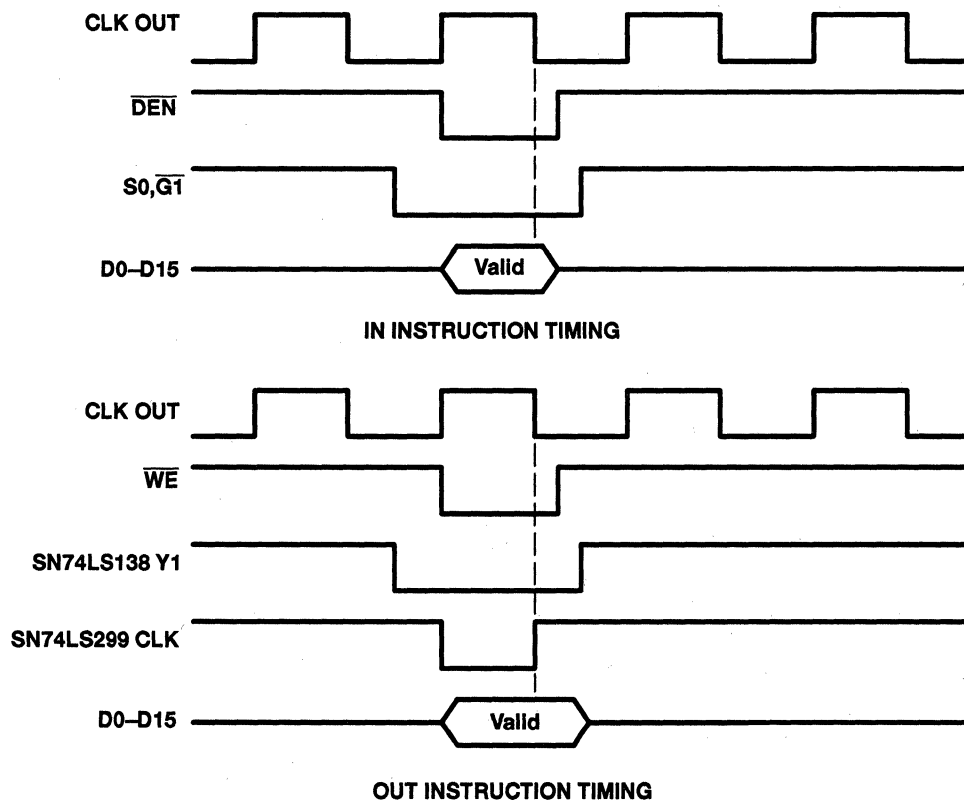 CLK OUT
DEN
S0,G1
D0–D15
Valid
IN INSTRUCTION TIMING
CLK OUT
WE
SN74LS138 Y1
SN74LS299 CLK
D0–D15
Valid
OUT INSTRUCTION TIMING